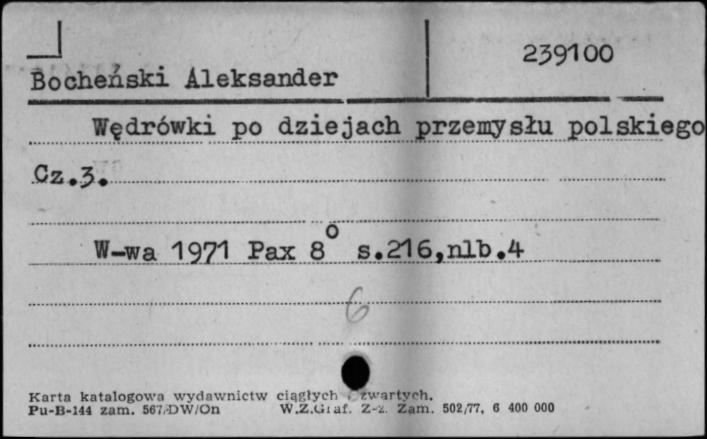 239100
Bocheński Aleksander
Wędrówki po dziejach przemysłu polskiego
Cz.3.
W-wa 1971 Pax 8° s.216,nlb.4
6
Karta katalogowa wydawnictw ciągłych zwartych.
Pu-B-144 zam. 567/DW/On W.Z.Graf. Z-z. Zam. 502/77. 6 400 000